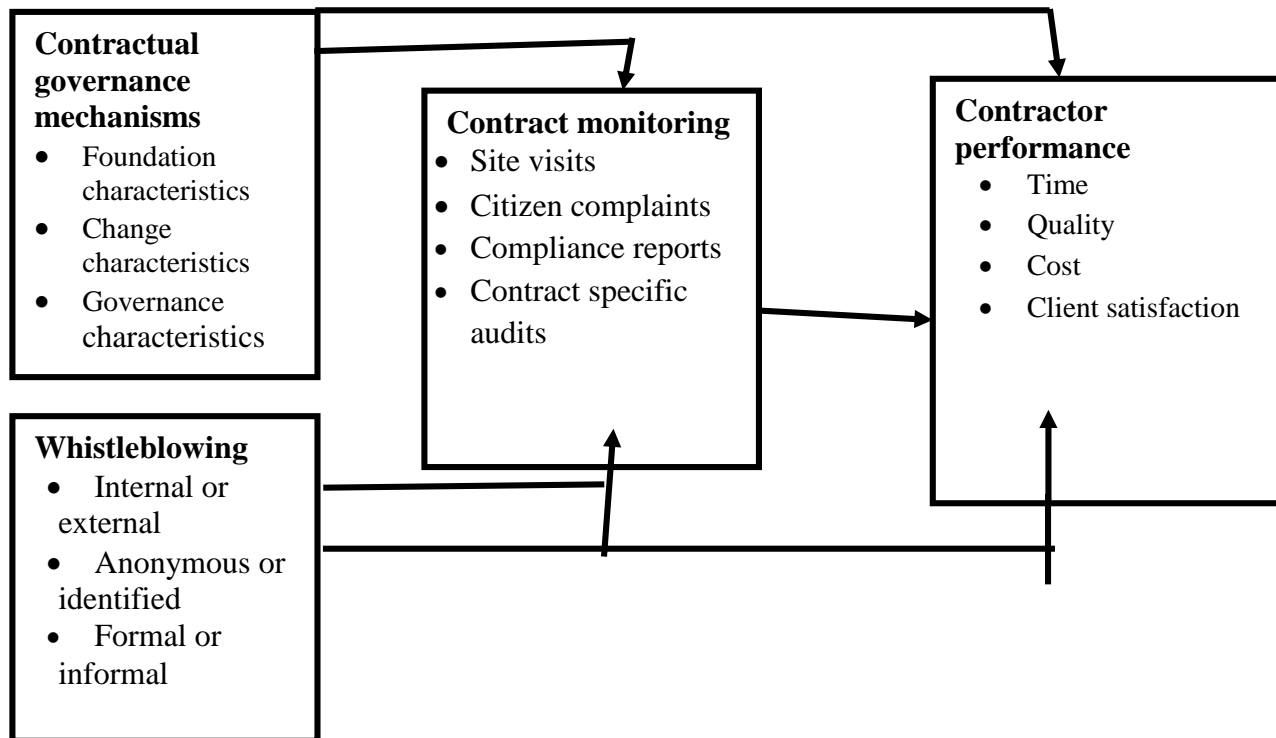 Contractual
governance
mechanisms
• Foundation
characteristics
• Change
characteristics
• Governance
characteristics
Whistleblowing
• Internal or
external
• Anonymous or
identified
• Formal or
informal
Contract monitoring
• Site visits
• Citizen complaints
• Compliance reports
• Contract specific
audits
Contractor
performance
• Time
• Quality
• Cost
• Client satisfaction